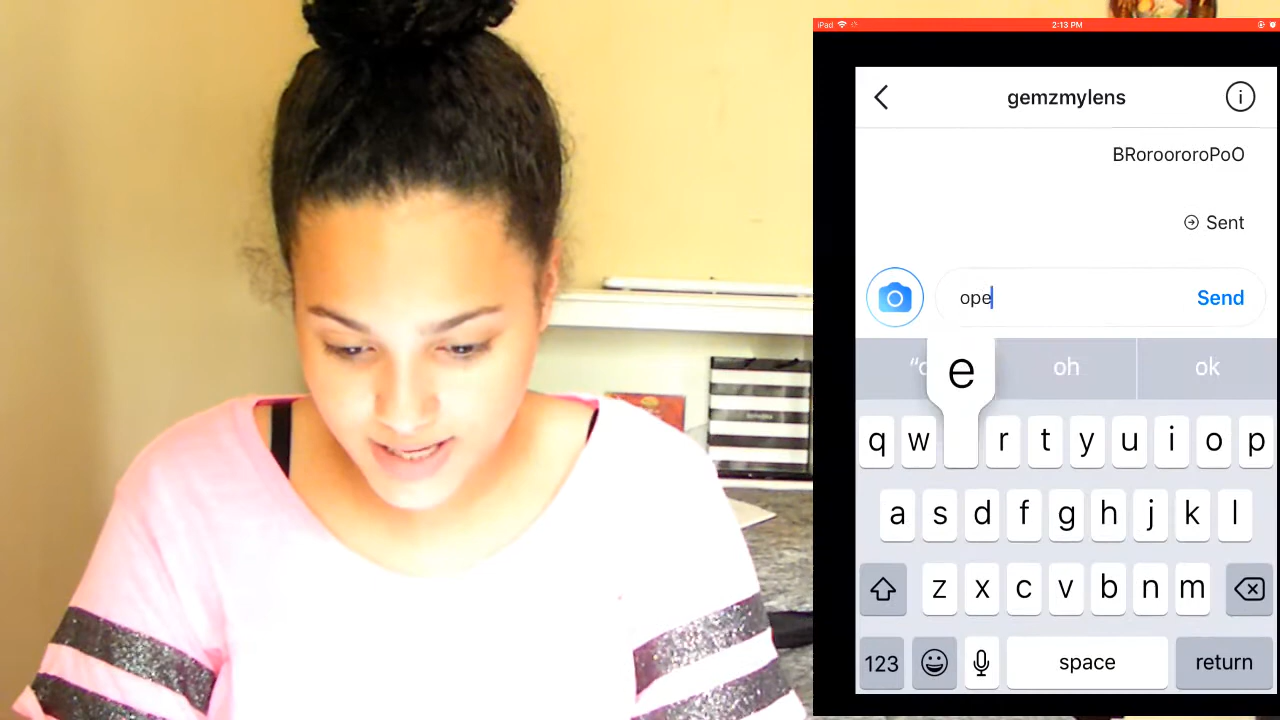 iPad 2:13 PM
gemzmylens
BRoroororoPoO
Sent
ope Send
oh ok
e
q w r t y u i o p
a s d f g h j k l
z x c v b n m
123 space return